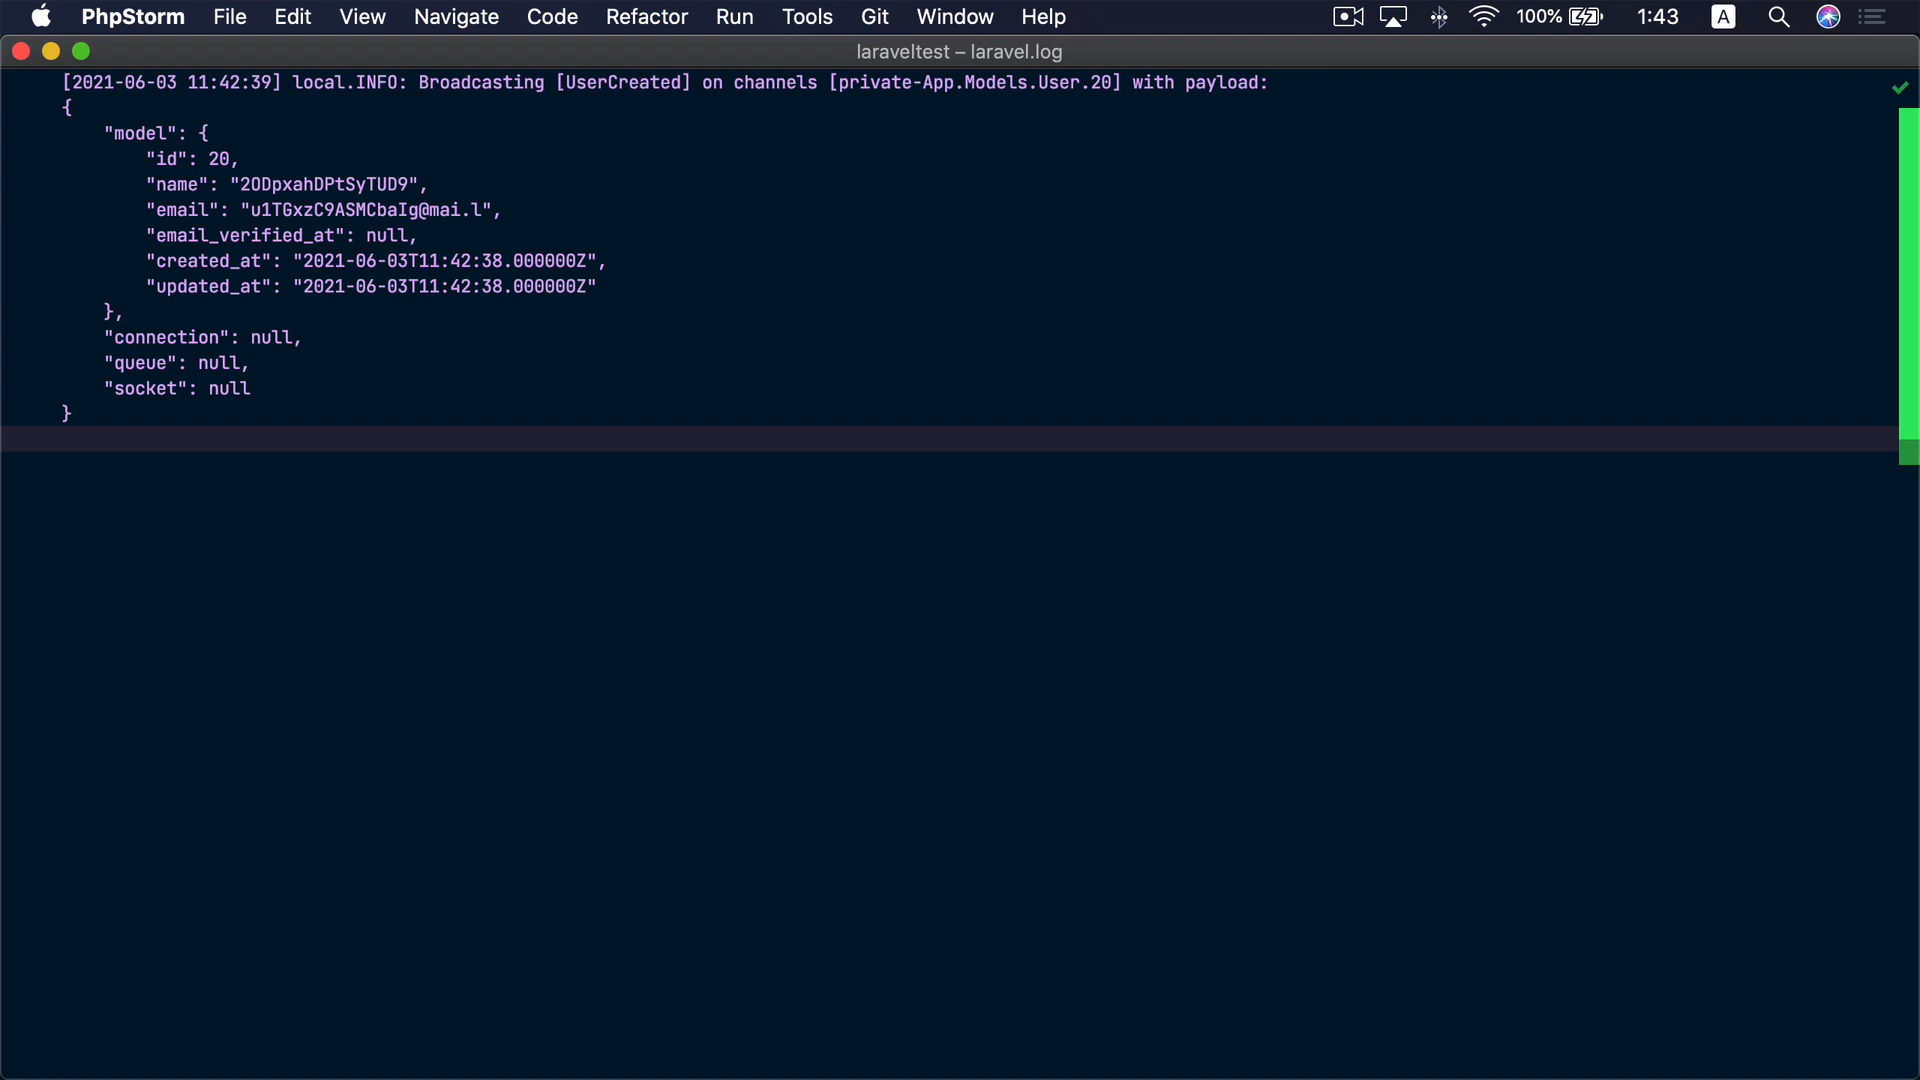 PhpStorm File Edit View Navigate Code Refactor Run Tools Git Window Help 100% 1:43 A
laraveltest – laravel.log
[2021-06-03 11:42:39] local.INFO: Broadcasting [UserCreated] on channels [private-App.Models.User.20] with payload:
{
    "model": {
        "id": 20,
        "name": "2ODpxahDPtSyTUD9",
        "email": "u1TGxzC9ASMCbaIg@mai.l",
        "email_verified_at": null,
        "created_at": "2021-06-03T11:42:38.000000Z",
        "updated_at": "2021-06-03T11:42:38.000000Z"
    },
    "connection": null,
    "queue": null,
    "socket": null
}